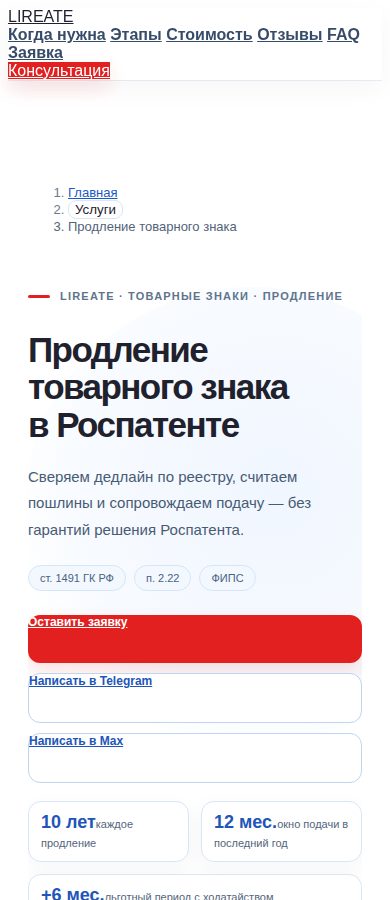 LIREATE
Когда нужна Этапы Стоимость Отзывы FAQ
Заявка
Консультация
1. Главная
2. Услуги
3. Продление товарного знака
LIREATE · ТОВАРНЫЕ ЗНАКИ · ПРОДЛЕНИЕ
Продление
товарного знака
в Роспатенте
Сверяем дедлайн по реестру, считаем
пошлины и сопровождаем подачу — без
гарантий решения Роспатента.
ст. 1491 ГК РФ п. 2.22 ФИПС
Оставить заявку
Написать в Telegram
Написать в Max
10 лет каждое
продление
12 мес. окно подачи в
последний год
+6 мес. льготный период с ходатайством